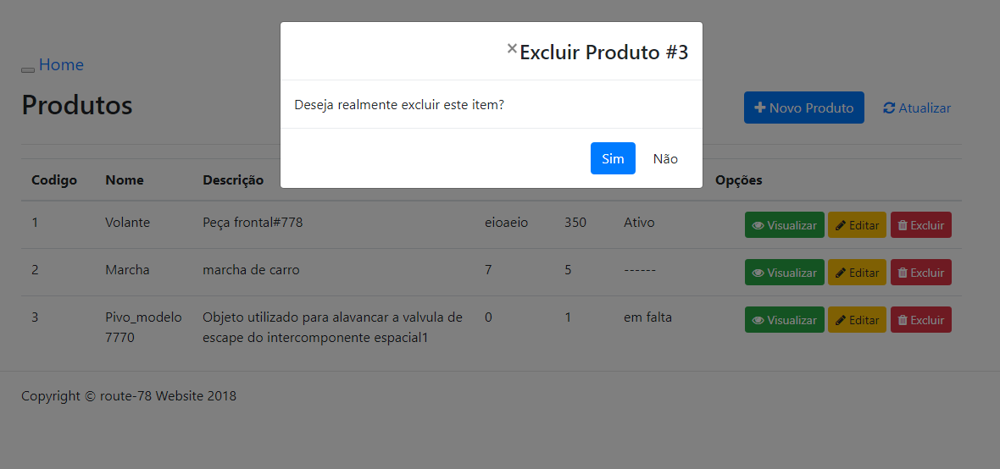 ×Excluir Produto #3
Deseja realmente excluir este item?
Sim Não
Home
Produtos
Novo Produto Atualizar
Codigo Nome Descrição Opções
1 Volante Peça frontal#778 eioaeio 350 Ativo Visualizar Editar Excluir
2 Marcha marcha de carro 7 5 ------ Visualizar Editar Excluir
3 Pivo_modelo Objeto utilizado para alavancar a valvula de 0 1 em falta Visualizar Editar Excluir
7770 escape do intercomponente espacial1
Copyright © route-78 Website 2018